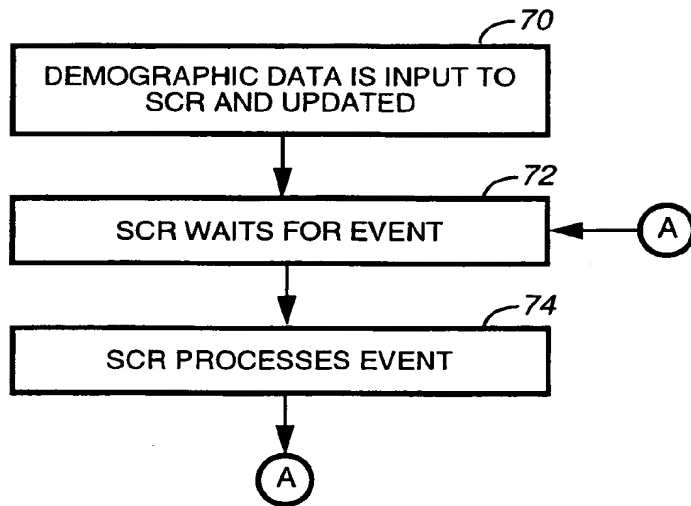 70
DEMOGRAPHIC DATA IS INPUT TO
SCR AND UPDATED
72
SCR WAITS FOR EVENT
A
74
SCR PROCESSES EVENT
A